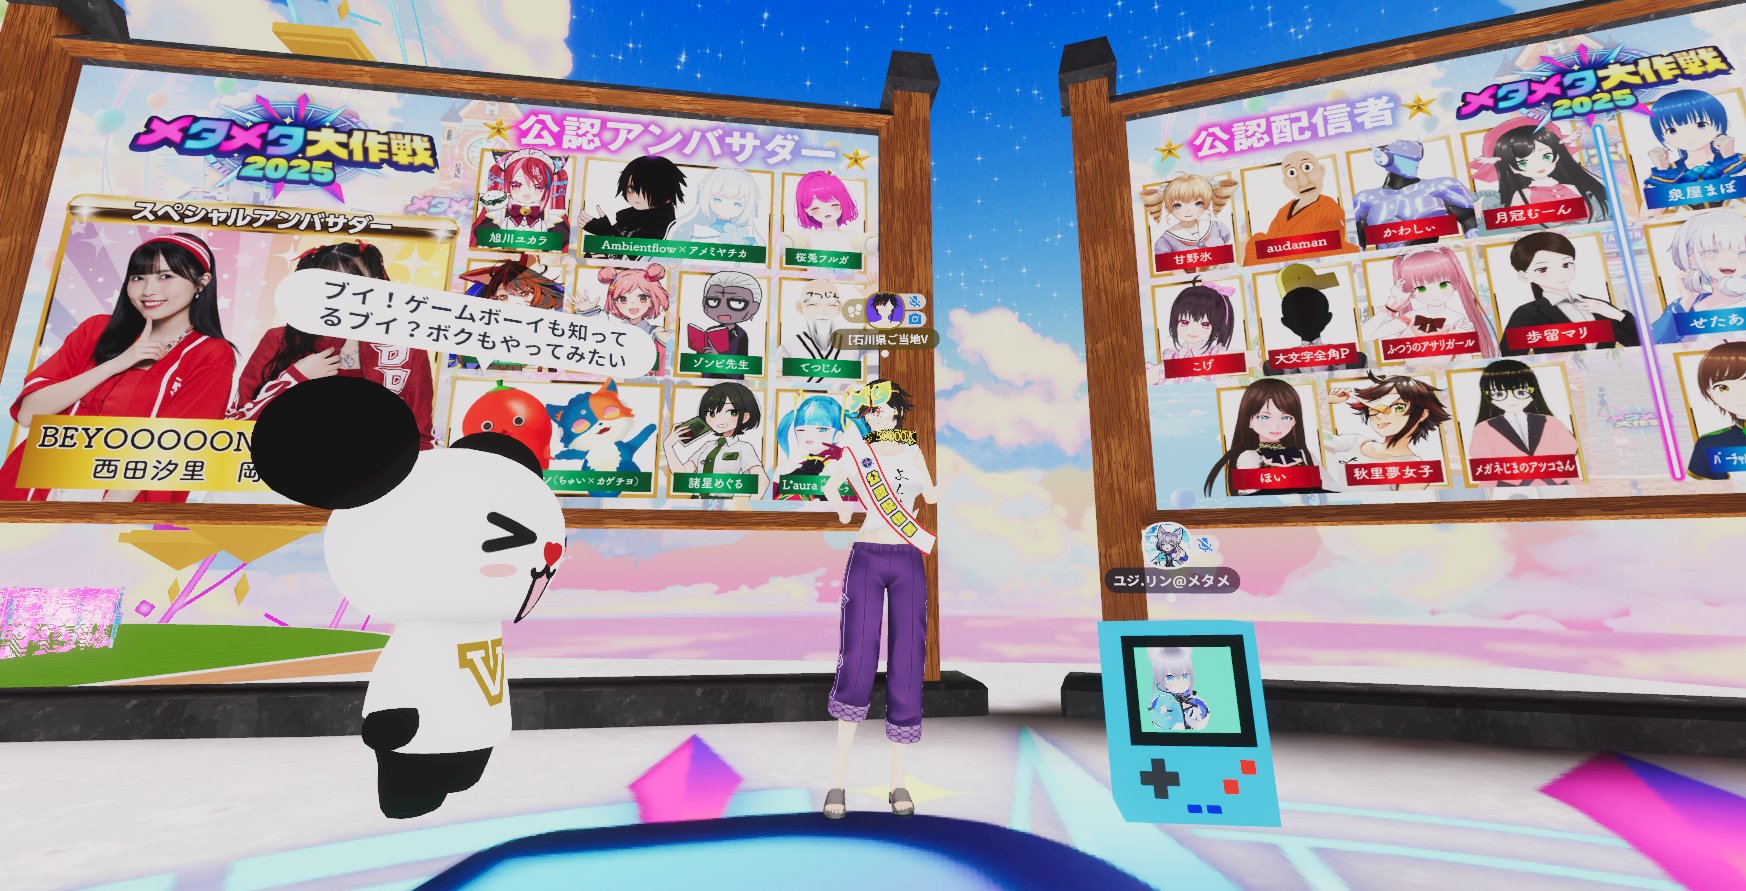 メタメタ大作戦
2025
公認アンバサダー
スペシャルアンバサダー
旭川ユカラ
Ambientflow×アメミヤチカ
桜兎フルガ
ブイ！ゲームボーイも知って
るブイ？ボクもやってみたい
ゾンビ先生
てつじん
BEYOOOOON
西田汐里
(ちゅい×カゲチヨ)
諸星めぐる
L*aura
【石川県ご当地V
V
公認配信者
メタメタ大作戦
2025
甘野氷
audaman
かわしぃ
月冠むーん
泉屋まぽ
こげ
大文字全角P
ふつうのアサリガール
歩留マリ
せたあ
ほい
秋里夢女子
メガネじまのアツコさん
ユジ.リン@メタメ